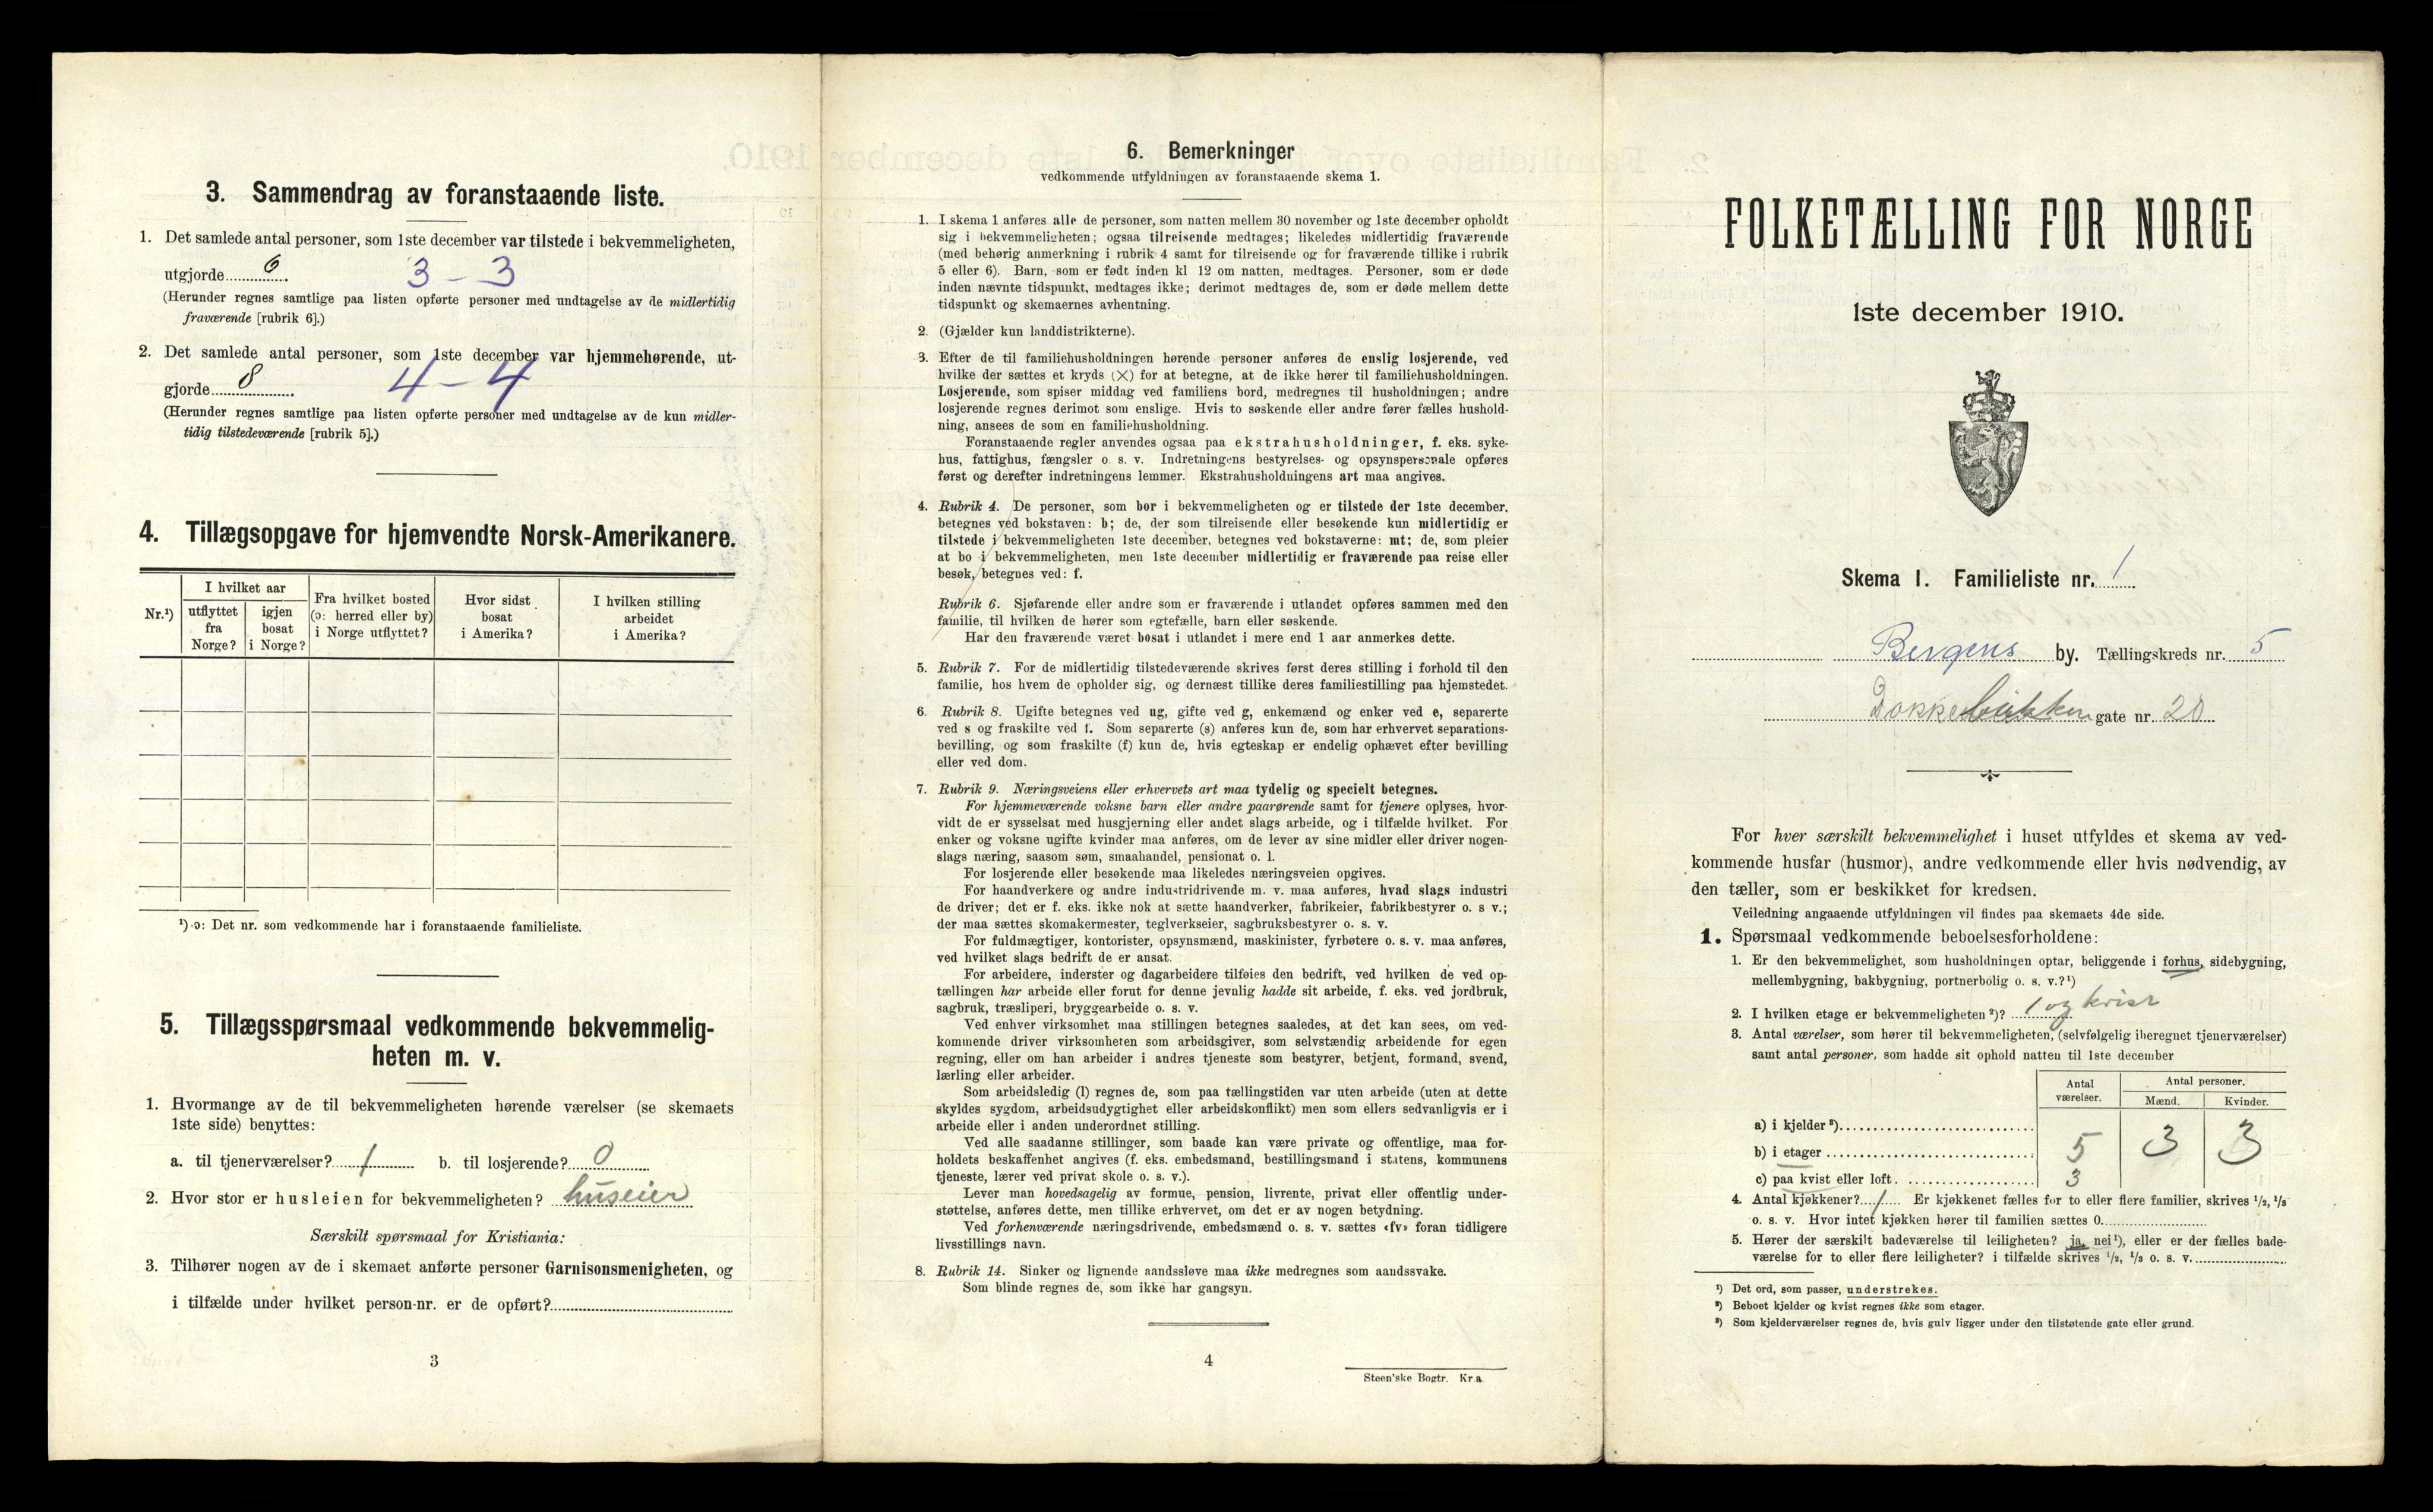 3. Sammendrag av foranstaaende liste.
1. Det samlede antal personer, som 1ste december var tilstede i bekvemmeligheten,
utgjorde 6 3 – 3
(Herunder regnes samtlige paa listen opførte personer med undtagelse av de midlertidig
fraværende [rubrik 6].)
2. Det samlede antal personer, som 1ste december var hjemmehørende, ut-
gjorde 8 4 – 4
(Herunder regnes samtlige paa listen opførte personer med undtagelse av de kun midler-
tidig tilstedeværende [rubrik 5].)
4. Tillægsopgave for hjemvendte Norsk-Amerikanere.
Nr.¹)
I hvilket aar
utflyttet
fra
Norge?
igjen
bosat
i Norge?
Fra hvilket bosted
(ɔ: herred eller by)
i Norge utflyttet?
Hvor sidst
bosat
i Amerika?
I hvilken stilling
arbeidet
i Amerika?
¹) ɔ: Det nr. som vedkommende har i foranstaaende familieliste.
5. Tillægsspørsmaal vedkommende bekvemmelig-
heten m. v.
1. Hvormange av de til bekvemmeligheten hørende værelser (se skemaets
1ste side) benyttes:
a. til tjenerværelser? 1 b. til losjerende? 0
2. Hvor stor er husleien for bekvemmeligheten? huseier
Særskilt spørsmaal for Kristiania:
3. Tilhører nogen av de i skemaet anførte personer Garnisonsmenigheten, og
i tilfælde under hvilket person-nr. er de opført?
3
6. Bemerkninger
vedkommende utfyldningen av foranstaaende skema 1.
1. I skema 1 anføres alle de personer, som natten mellem 30 november og 1ste december opholdt
sig i bekvemmeligheten; ogsaa tilreisende medtages; likeledes midlertidig fraværende
(med behørig anmerkning i rubrik 4 samt for tilreisende og for fraværende tillike i rubrik
5 eller 6). Barn, som er født inden kl 12 om natten, medtages. Personer, som er døde
inden nævnte tidspunkt, medtages ikke; derimot medtages de, som er døde mellem dette
tidspunkt og skemaernes avhentning.
2. (Gjælder kun landdistrikterne).
3. Efter de til familiehusholdningen hørende personer anføres de enslig losjerende, ved
hvilke der sættes et kryds (×) for at betegne, at de ikke hører til familiehusholdningen.
Losjerende, som spiser middag ved familiens bord, medregnes til husholdningen; andre
losjerende regnes derimot som enslige. Hvis to søskende eller andre fører fælles hushold-
ning, ansees de som en familiehusholdning.
Foranstaaende regler anvendes ogsaa paa ekstrahusholdninger, f. eks. syke-
hus, fattighus, fængsler o. s. v. Indretningens bestyrelses- og opsynspersonale opføres
først og derefter indretningens lemmer. Ekstrahusholdningens art maa angives.
4. Rubrik 4. De personer, som bor i bekvemmeligheten og er tilstede der 1ste december,
betegnes ved bokstaven: b; de, der som tilreisende eller besøkende kun midlertidig er
tilstede i bekvemmeligheten 1ste december, betegnes ved bokstaverne: mt; de, som pleier
at bo i bekvemmeligheten, men 1ste december midlertidig er fraværende paa reise eller
besøk, betegnes ved: f.
Rubrik 6. Sjøfarende eller andre som er fraværende i utlandet opføres sammen med den
familie, til hvilken de hører som egtefælle, barn eller søskende.
Har den fraværende været bosat i utlandet i mere end 1 aar anmerkes dette.
5. Rubrik 7. For de midlertidig tilstedeværende skrives først deres stilling i forhold til den
familie, hos hvem de opholder sig, og dernæst tillike deres familiestilling paa hjemstedet.
6. Rubrik 8. Ugifte betegnes ved ug, gifte ved g, enkemænd og enker ved e, separerte
ved s og fraskilte ved f. Som separerte (s) anføres kun de, som har erhvervet separations-
bevilling, og som fraskilte (f) kun de, hvis egteskap er endelig ophævet efter bevilling
eller ved dom.
7. Rubrik 9. Næringsveiens eller erhvervets art maa tydelig og specielt betegnes.
For hjemmeværende voksne barn eller andre paarørende samt for tjenere oplyses, hvor-
vidt de er sysselsat med husgjerning eller andet slags arbeide, og i tilfælde hvilket. For
enker og voksne ugifte kvinder maa anføres, om de lever av sine midler eller driver nogen-
slags næring, saasom søm, smaahandel, pensionat o. l.
For losjerende eller besøkende maa likeledes næringsveien opgives.
For haandverkere og andre industridrivende m. v. maa anføres, hvad slags industri
de driver; det er f. eks. ikke nok at sætte haandverker, fabrikeier, fabrikbestyrer o. s v.;
der maa sættes skomakermester, teglverkseier, sagbruksbestyrer o. s. v.
For fuldmægtiger, kontorister, opsynsmænd, maskinister, fyrbøtere o. s. v. maa anføres,
ved hvilket slags bedrift de er ansat.
For arbeidere, inderster og dagarbeidere tilføies den bedrift, ved hvilken de ved op-
tællingen har arbeide eller forut for denne jevnlig hadde sit arbeide, f. eks. ved jordbruk,
sagbruk, træsliperi, bryggearbeide o. s. v.
Ved enhver virksomhet maa stillingen betegnes saaledes, at det kan sees, om ved-
kommende driver virksomheten som arbeidsgiver, som selvstændig arbeidende for egen
regning, eller om han arbeider i andres tjeneste som bestyrer, betjent, formand, svend,
lærling eller arbeider.
Som arbeidsledig (l) regnes de, som paa tællingstiden var uten arbeide (uten at dette
skyldes sygdom, arbeidsudygtighet eller arbeidskonflikt) men som ellers sedvanligvis er i
arbeide eller i anden underordnet stilling.
Ved alle saadanne stillinger, som baade kan være private og offentlige, maa for-
holdets beskaffenhet angives (f. eks. embedsmand, bestillingsmand i statens, kommunens
tjeneste, lærer ved privat skole o. s. v.).
Lever man hovedsagelig av formue, pension, livrente, privat eller offentlig under-
støttelse, anføres dette, men tillike erhvervet, om det er av nogen betydning.
Ved forhenværende næringsdrivende, embedsmænd o. s. v. sættes «fv» foran tidligere
livsstillings navn.
8. Rubrik 14. Sinker og lignende aandssløve maa ikke medregnes som aandssvake.
Som blinde regnes de, som ikke har gangsyn.
4
Steen'ske Bogtr. Kr.a
FOLKETÆLLING FOR NORGE
1ste december 1910.
Skema 1. Familieliste nr. 1
Bergens by. Tællingskreds nr. 5
gate nr. 20
For hver særskilt bekvemmelighet i huset utfyldes et skema av ved-
kommende husfar (husmor), andre vedkommende eller hvis nødvendig, av
den tæller, som er beskikket for kredsen.
Veiledning angaaende utfyldningen vil findes paa skemaets 4de side.
1. Spørsmaal vedkommende beboelsesforholdene:
1. Er den bekvemmelighet, som husholdningen optar, beliggende i forhus, sidebygning,
mellembygning, bakbygning, portnerbolig o. s. v.?¹)
2. I hvilken etage er bekvemmeligheten²)? 1 og kvist
3. Antal værelser, som hører til bekvemmeligheten, (selvfølgelig iberegnet tjenerværelser)
samt antal personer, som hadde sit ophold natten til 1ste december
Antal
værelser.
Antal personer.
Mænd. Kvinder.
a) i kjelder³)
b) i etager 5 3 3
c) paa kvist eller loft 3
4. Antal kjøkkener? 1 Er kjøkkenet fælles for to eller flere familier, skrives ¹/₂, ¹/₃
o. s. v. Hvor intet kjøkken hører til familien sættes 0.
5. Hører der særskilt badeværelse til leiligheten? ja, nei¹), eller er der fælles bade-
værelse for to eller flere leiligheter? i tilfælde skrives ¹/₂, ¹/₃ o. s. v.
¹) Det ord, som passer, understrekes.
²) Beboet kjelder og kvist regnes ikke som etager.
³) Som kjelderværelser regnes de, hvis gulv ligger under den tilstøtende gate eller grund.